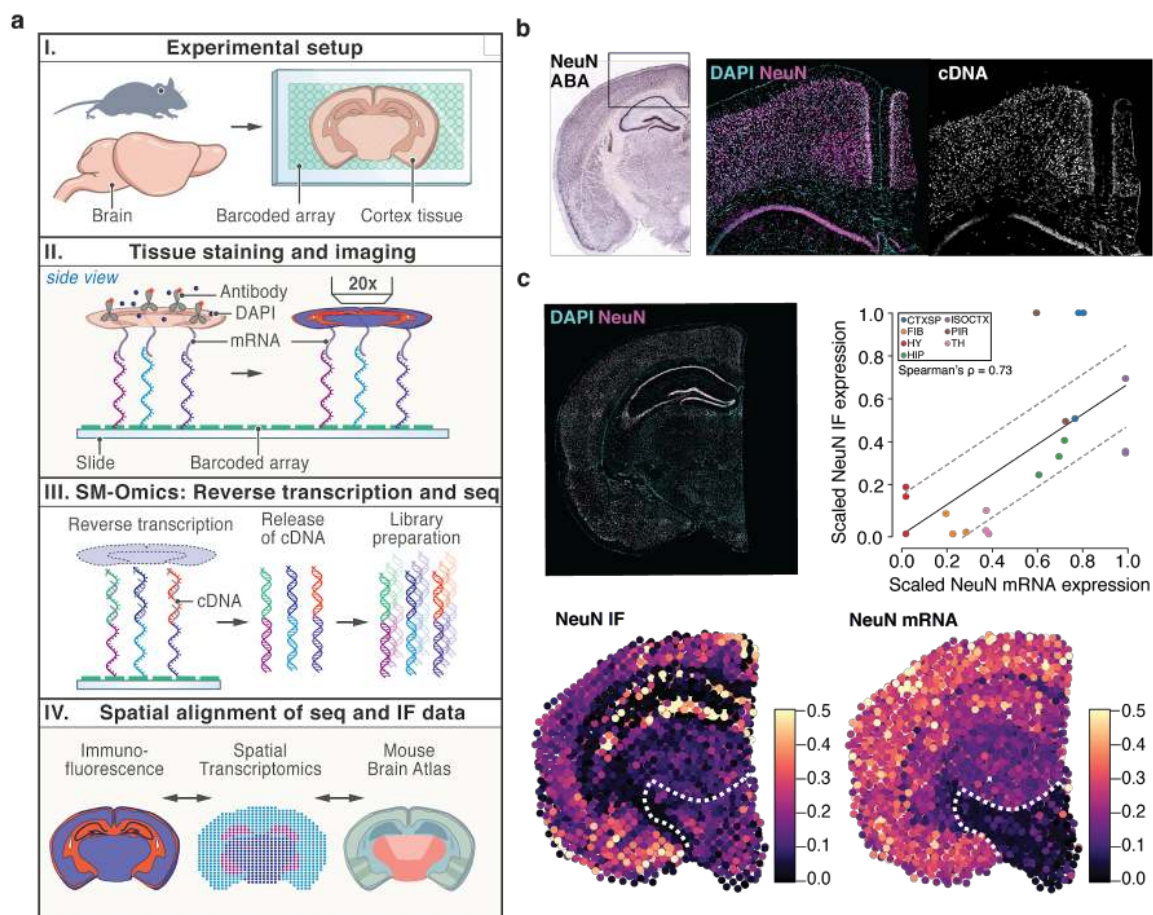 a
I.
Experimental setup
Brain
Barcoded array
Cortex tissue
II.
Tissue staining and imaging
side view
Antibody
DAPI
mRNA
20x
Slide
Barcoded array
III. SM-Omics: Reverse transcription and seq
Reverse transcription
Release
of cDNA
Library
preparation
cDNA
IV.
Spatial alignment of seq and IF data
Immuno-
fluorescence
Spatial
Transcriptomics
Mouse
Brain Atlas
b
NeuN
ABA
DAPI NeuN
cDNA
c
DAPI NeuN
CTXSP
FIB
HY
HIP
ISOCTX
PIR
TH
Spearman's ρ = 0.73
Scaled NeuN IF expression
1.0
0.8
0.6
0.4
0.2
0.0
0.0
0.2
0.4
0.6
0.8
1.0
Scaled NeuN mRNA expression
NeuN IF
0.5
0.4
0.3
0.2
0.1
0.0
NeuN mRNA
0.5
0.4
0.3
0.2
0.1
0.0